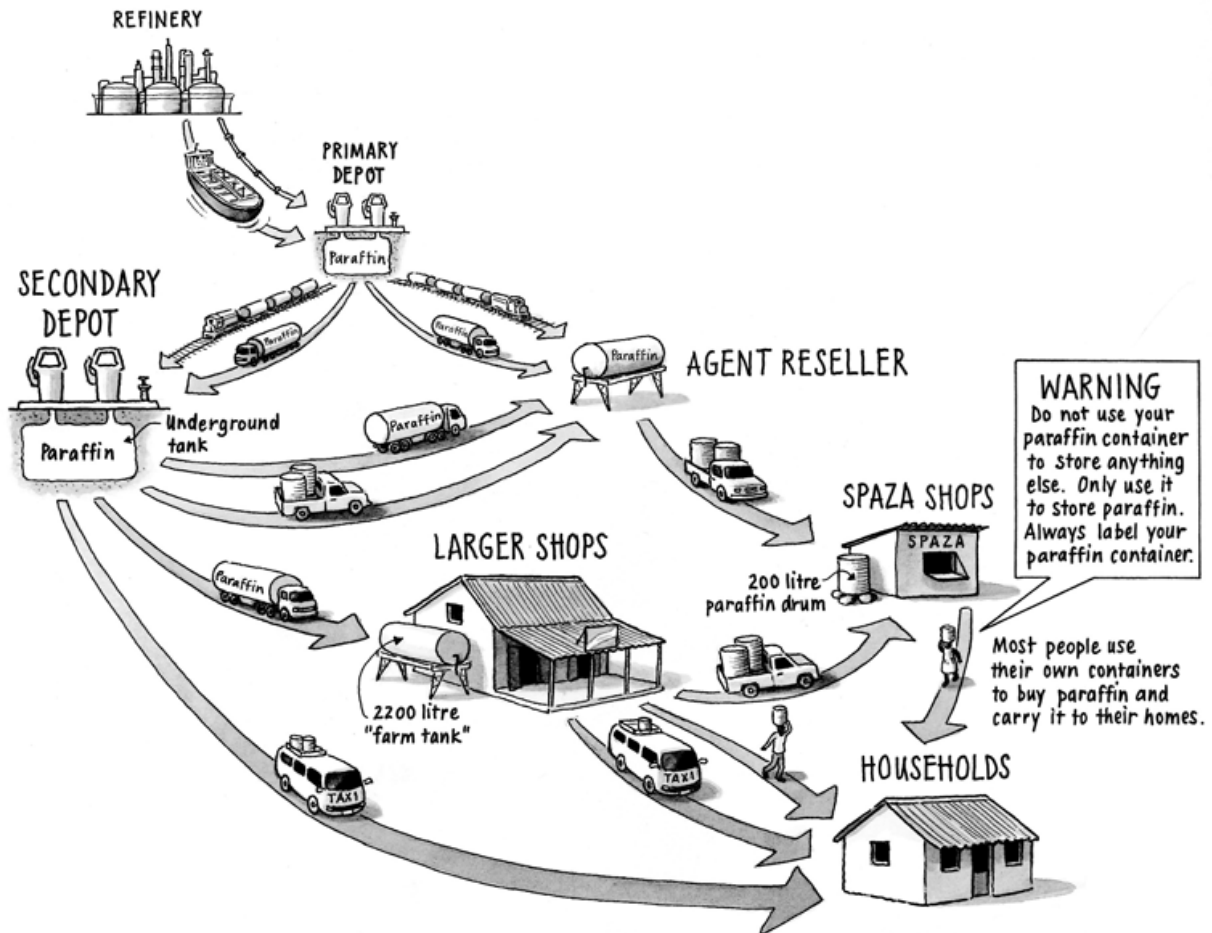 REFINERY
PRIMARY
DEPOT
Paraffin
SECONDARY
DEPOT
Paraffin
Paraffin
Paraffin
AGENT RESELLER
Underground
tank
Paraffin
Paraffin
WARNING
Do not use your
paraffin container
to store anything
else. Only use it
to store paraffin.
Always label your
paraffin container.
SPAZA SHOPS
SPAZA
200 litre
paraffin drum
LARGER SHOPS
Paraffin
2200 litre
"farm tank"
Most people use
their own containers
to buy paraffin and
carry it to their homes.
TAXI
TAXI
HOUSEHOLDS